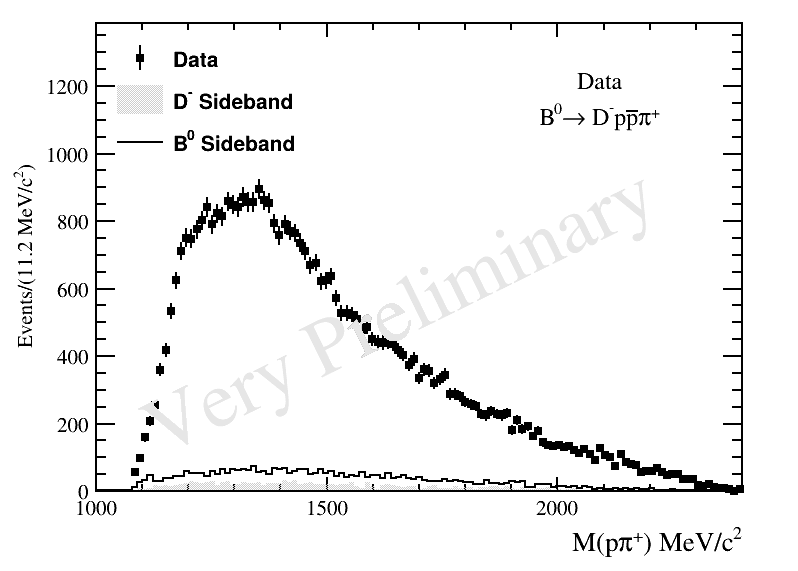 Data
D⁻ Sideband
B⁰ Sideband
Data
B⁰→ D⁻pp̅π⁺
Very Preliminary
Events/(11.2 MeV/c²)
1200
1000
800
600
400
200
0
1000 1500 2000
M(pπ⁺) MeV/c²